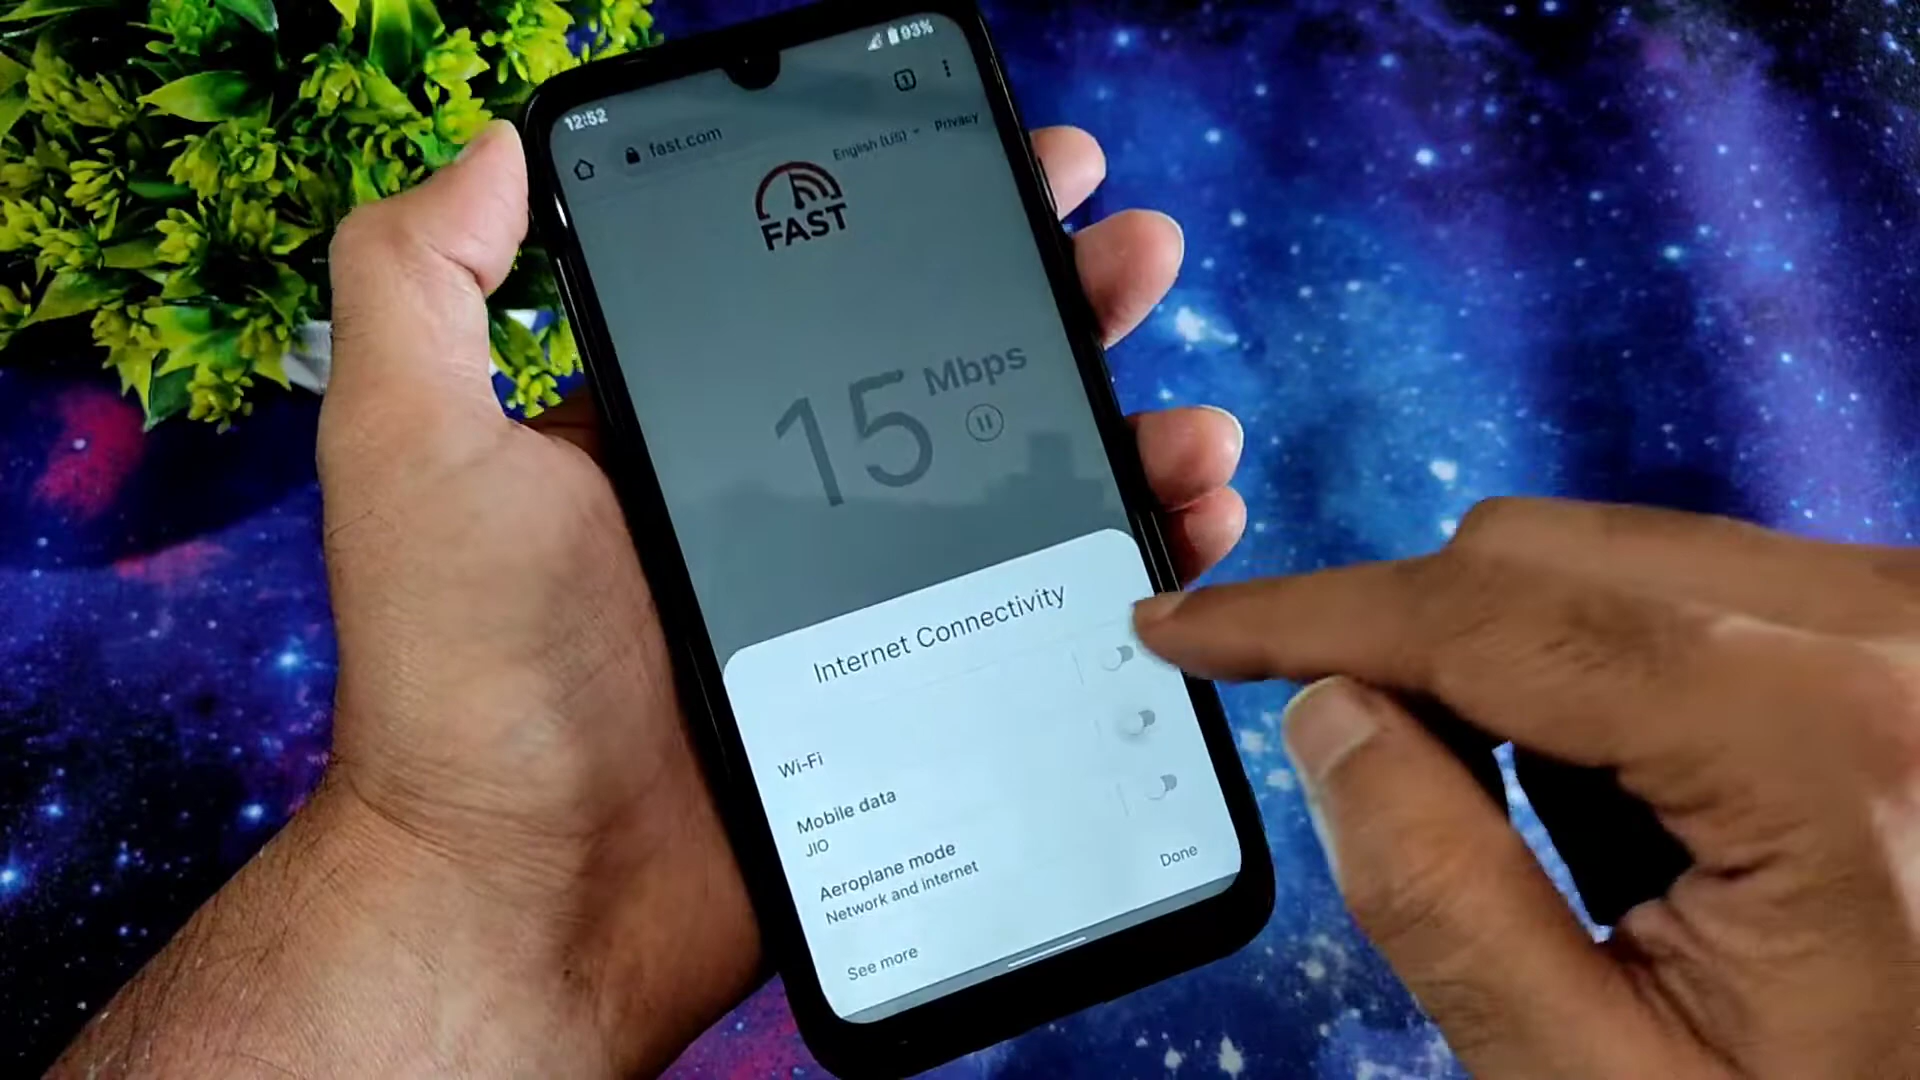 12:52
93%
fast.com
1
English (US)
Privacy
FAST
15 Mbps
Internet Connectivity
Wi-Fi
Mobile data
JIO
Aeroplane mode
Network and internet
See more
Done